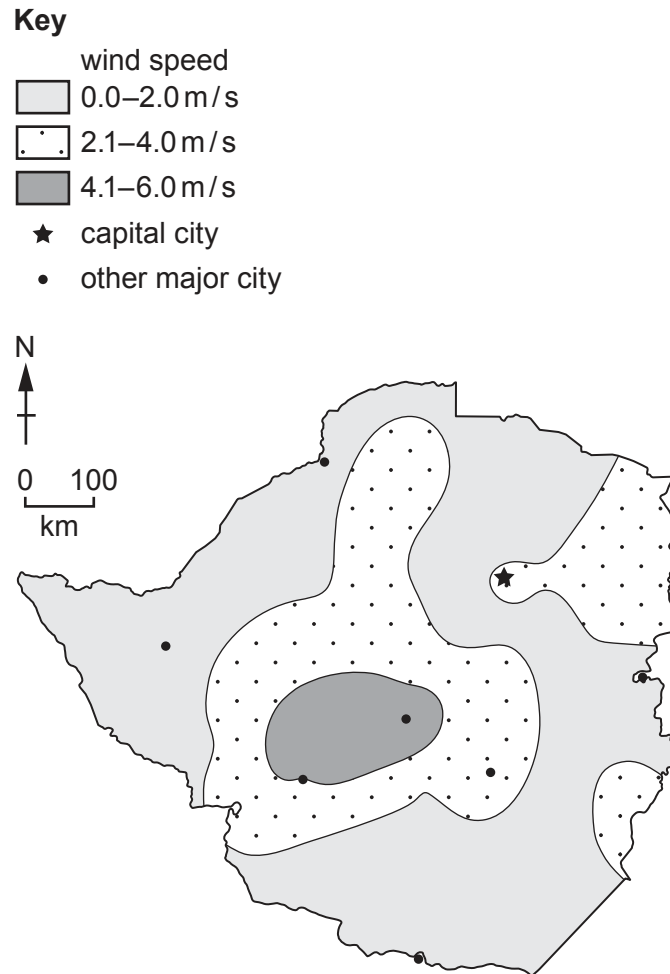 Key
wind speed
0.0–2.0 m / s
2.1–4.0 m / s
4.1–6.0 m / s
capital city
other major city
N
0 100
km